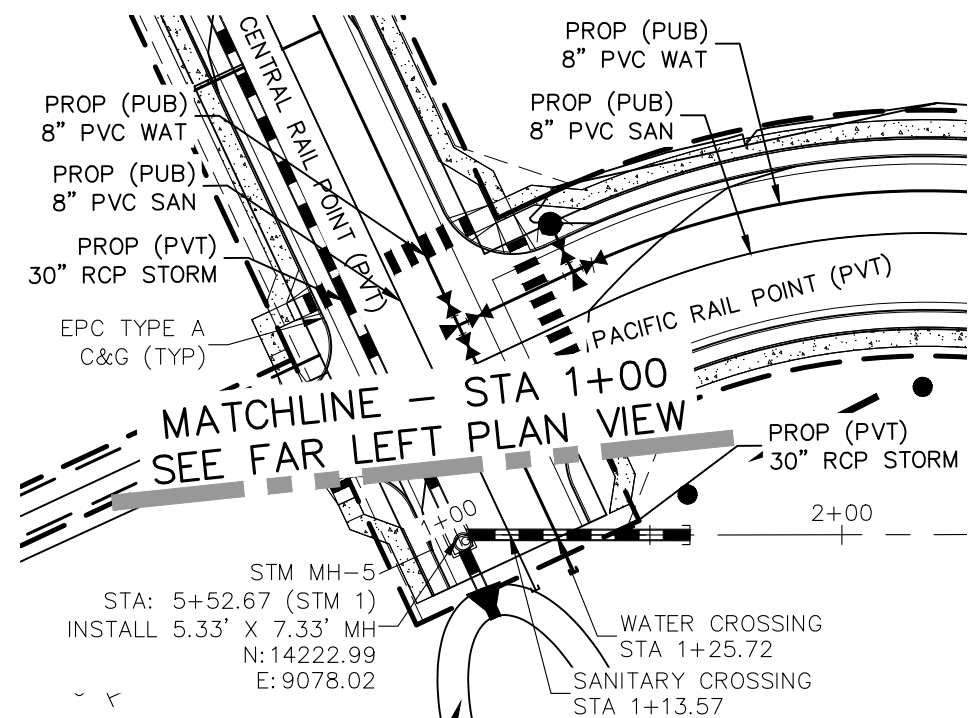 CENTRAL RAIL POINT (PVT)
PROP (PUB)
8" PVC WAT
PROP (PUB)
8" PVC SAN
PROP (PUB)
8" PVC WAT
PROP (PUB)
8" PVC SAN
PROP (PVT)
30" RCP STORM
EPC TYPE A
C&G (TYP)
PACIFIC RAIL POINT (PVT)
MATCHLINE – STA 1+00
SEE FAR LEFT PLAN VIEW
PROP (PVT)
30" RCP STORM
1+00
2+00
STM MH-5
STA: 5+52.67 (STM 1)
INSTALL 5.33' X 7.33' MH
N:14222.99
E:9078.02
WATER CROSSING
STA 1+25.72
SANITARY CROSSING
STA 1+13.57